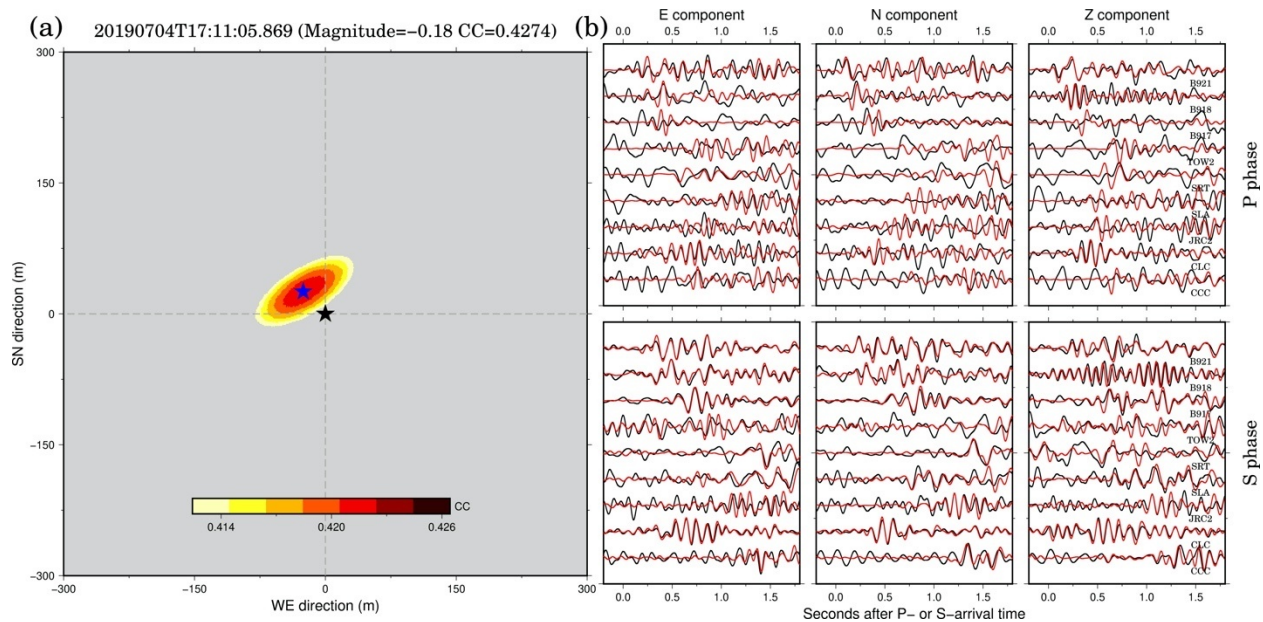 (a)
20190704T17:11:05.869 (Magnitude=−0.18 CC=0.4274)
300
150
0
−150
−300
SN direction (m)
−300 −150 0 150 300
WE direction (m)
CC
0.414 0.420 0.426
(b)
E component N component Z component
0.0 0.5 1.0 1.5 0.0 0.5 1.0 1.5 0.0 0.5 1.0 1.5
B921
B918
B917
TOW2
SRT
SLA
JRC2
CLC
CCC
P phase
B921
B918
B917
TOW2
SRT
SLA
JRC2
CLC
CCC
S phase
0.0 0.5 1.0 1.5 0.0 0.5 1.0 1.5 0.0 0.5 1.0 1.5
Seconds after P− or S−arrival time